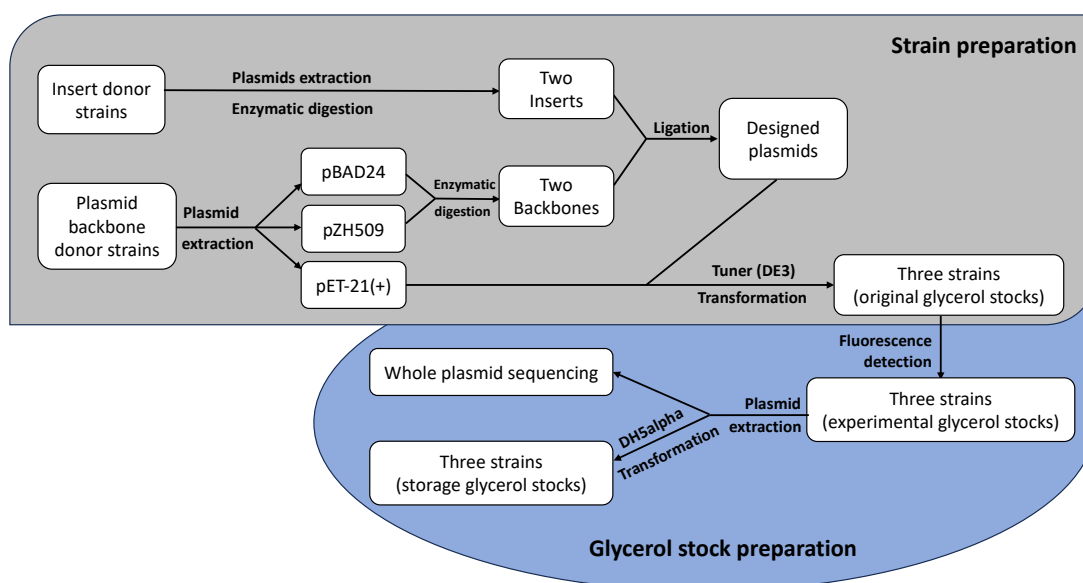 Strain preparation
Insert donor
strains
Plasmids extraction
Enzymatic digestion
Two
Inserts
Ligation
Designed
plasmids
Plasmid
backbone
donor strains
Plasmid
extraction
pBAD24
pZH509
pET-21(+)
Enzymatic
digestion
Two
Backbones
Tuner (DE3)
Transformation
Three strains
(original glycerol stocks)
Fluorescence
detection
Three strains
(experimental glycerol stocks)
Plasmid
extraction
Whole plasmid sequencing
DH5alpha
Transformation
Three strains
(storage glycerol stocks)
Glycerol stock preparation